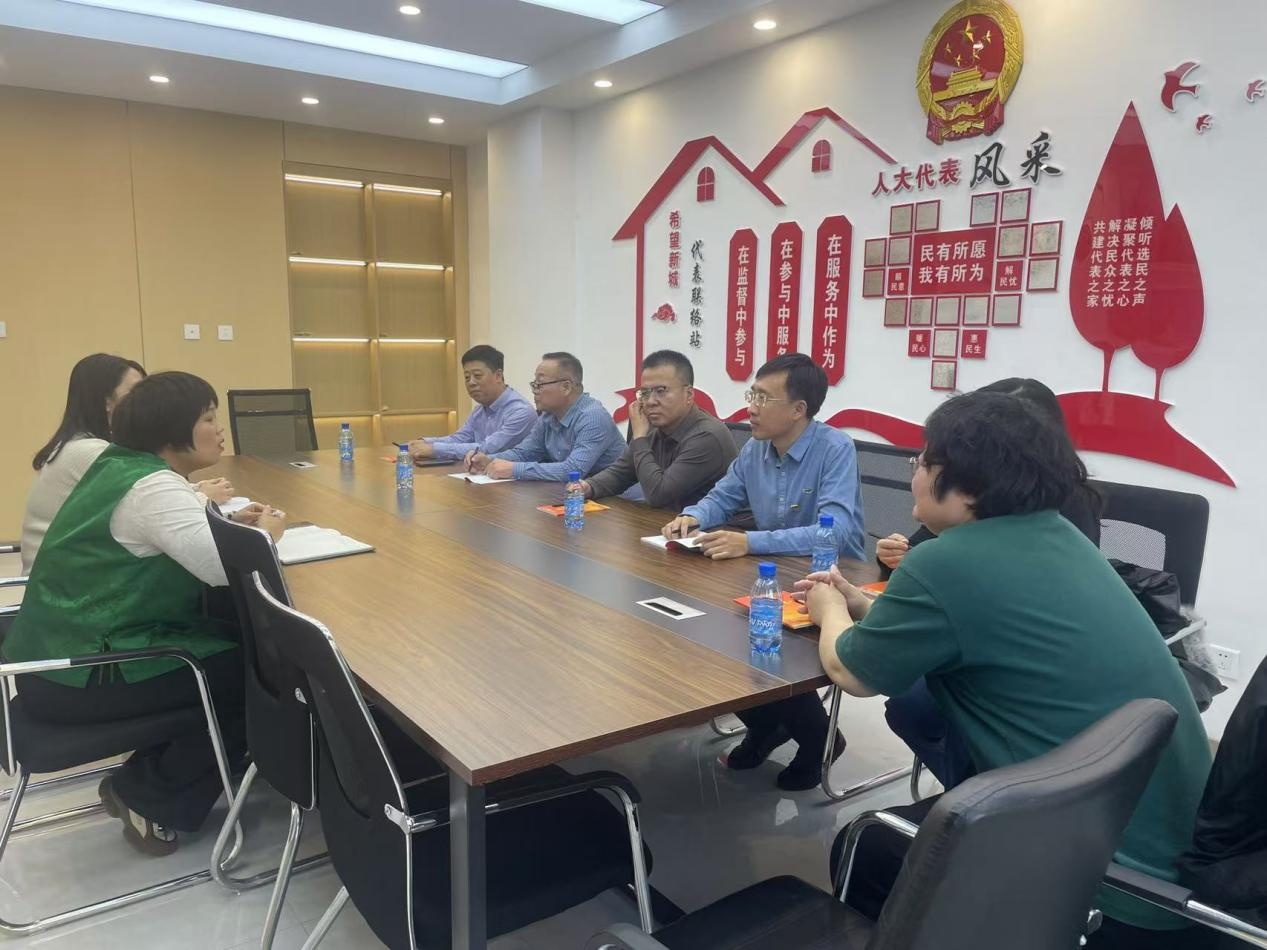 人大代表风采
希望新城
代表联络站
在监督中参与
在参与中服务
在服务中作为
民有所愿
我有所为
顺民意
解民忧
暖民心
惠民生
倾听选民之声
凝聚代表之心
解决民众之忧
共建代表之家